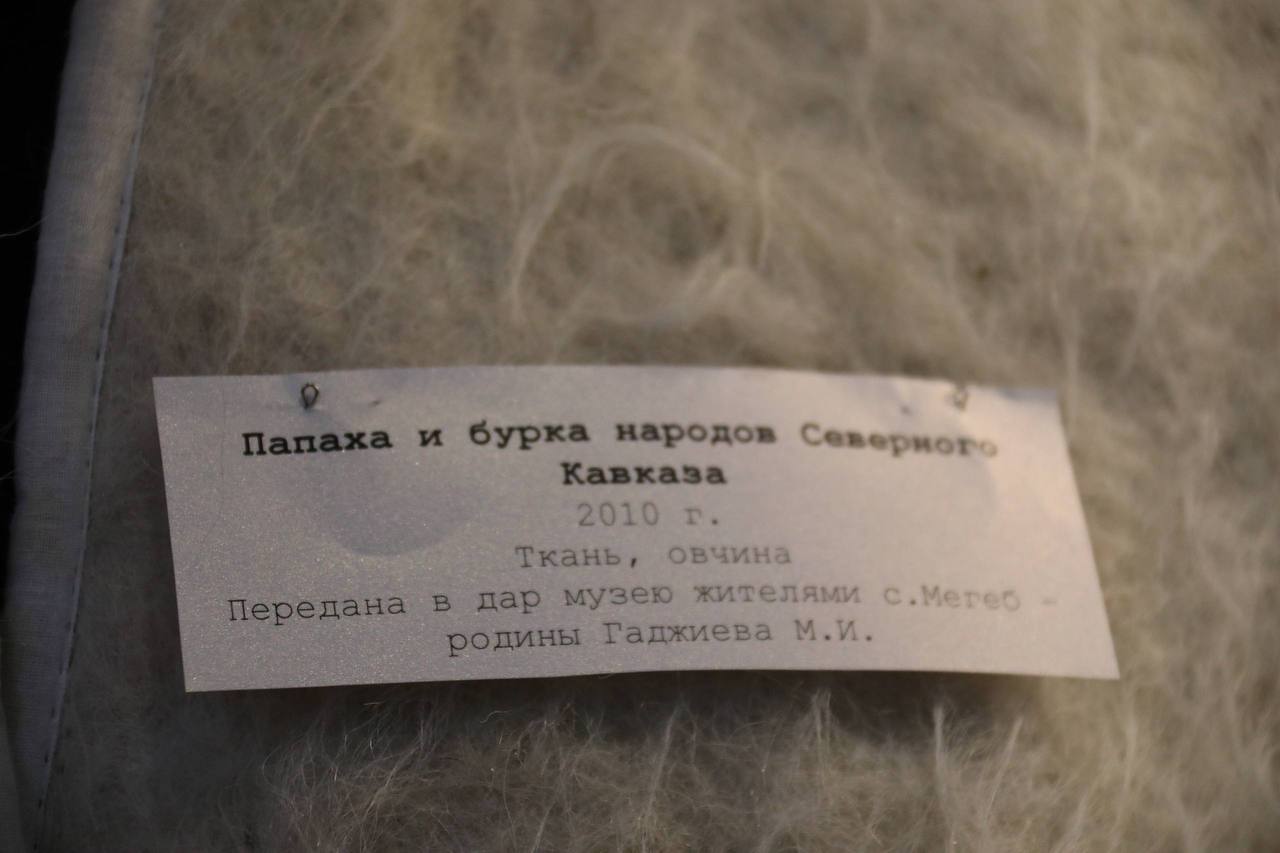 Папаха и бурка народов Северного
Кавказа
2010 г.
Ткань, овчина
Передана в дар музею жителями с.Мегеб -
родины Гаджиева М.И.